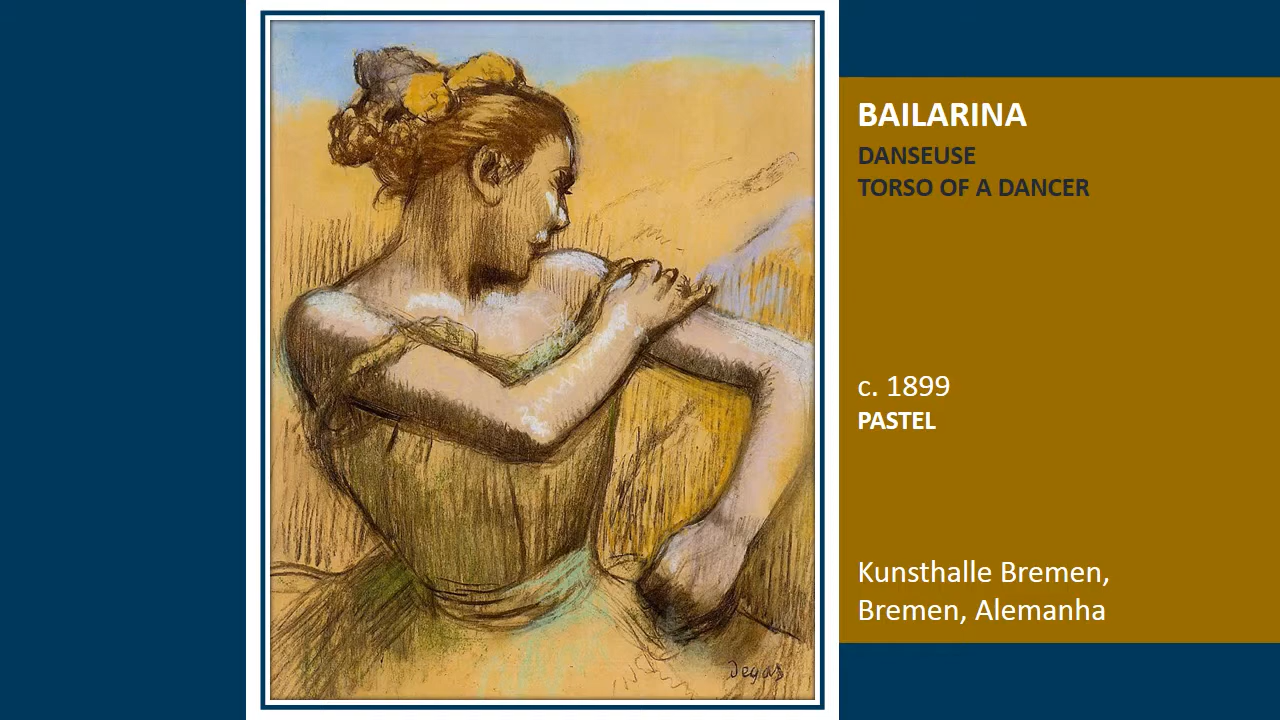 BAILARINA
DANSEUSE
TORSO OF A DANCER
c. 1899
PASTEL
Kunsthalle Bremen,
Bremen, Alemanha
Degas